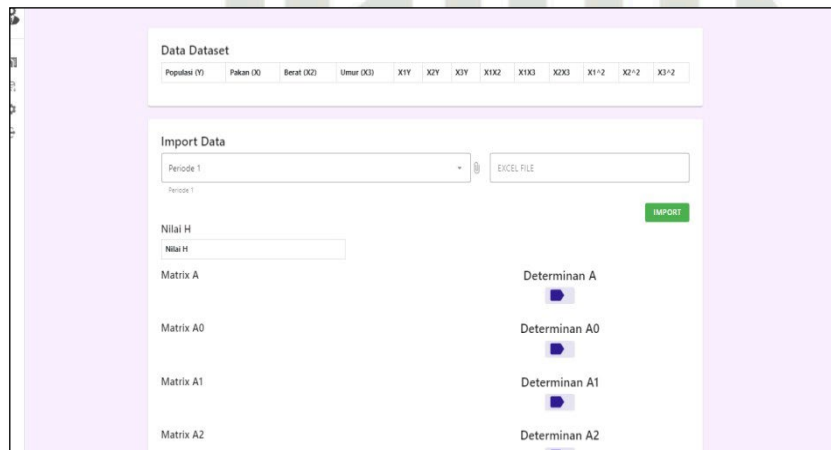 Data Dataset
Populasi (Y) Pakan (X) Berat (X2) Umur (X3) X1Y X2Y X3Y X1X2 X1X3 X2X3 X1^2 X2^2 X3^2
Import Data
Periode 1 EXCEL FILE
Periode 1
IMPORT
Nilai H
Nilai H
Matrix A Determinan A
Matrix A0 Determinan A0
Matrix A1 Determinan A1
Matrix A2 Determinan A2